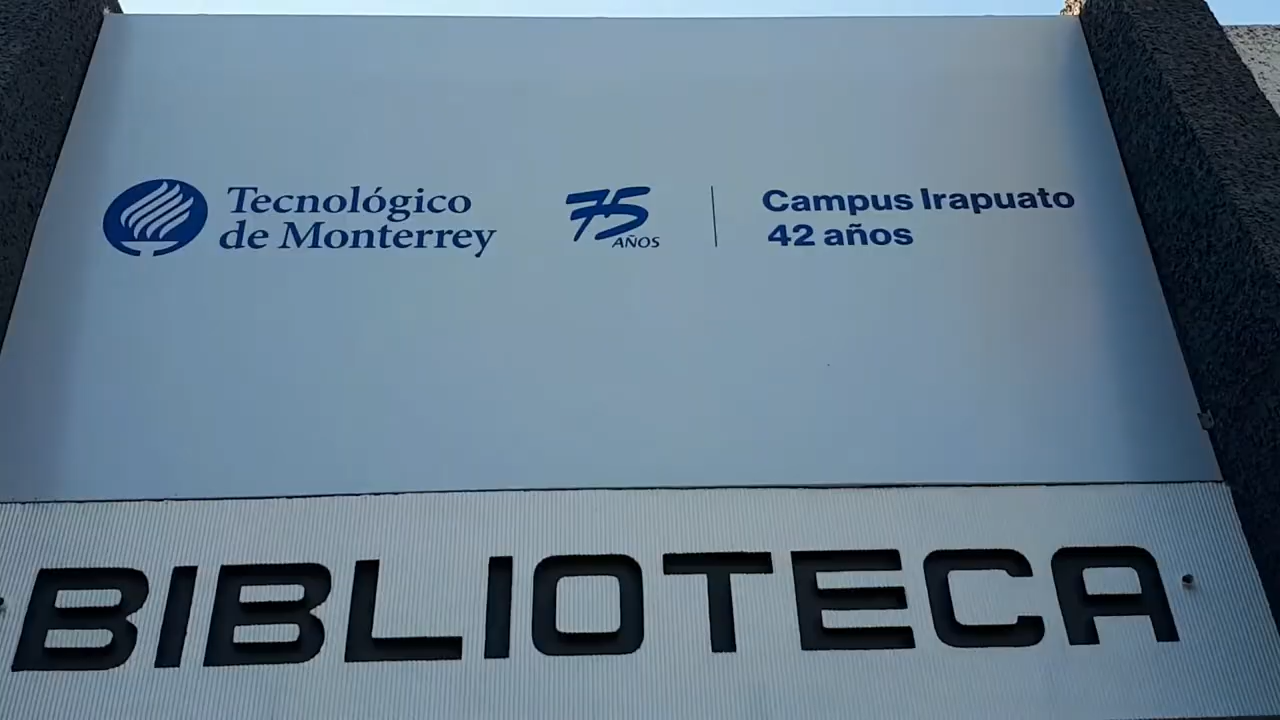 Tecnológico
de Monterrey
75
AÑOS
Campus Irapuato
42 años
BIBLIOTECA